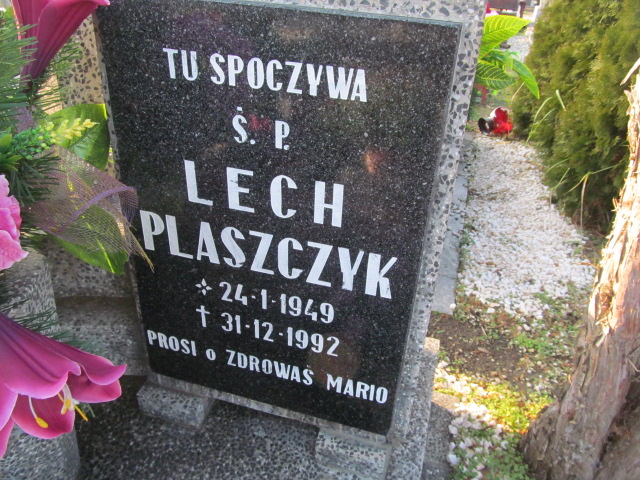 TU SPOCZYWA
Ś. P.
LECH
PLASZCZYK
24-1-1949
† 31-12-1992
PROSI o ZDROWAŚ MARIO